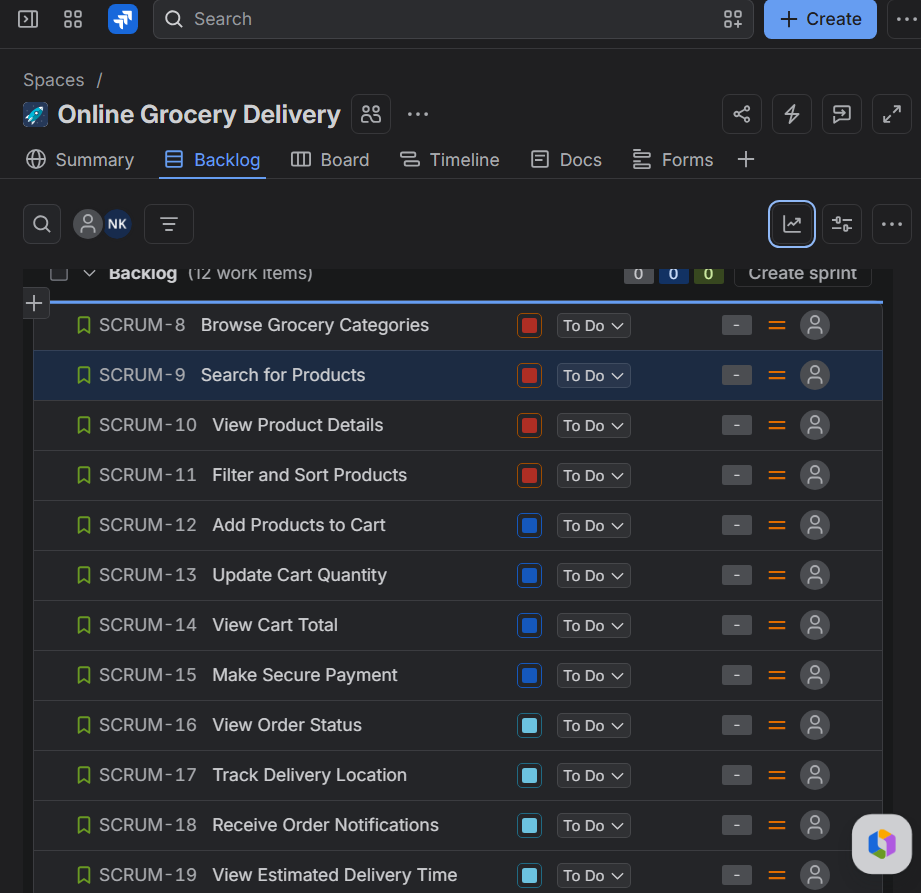 Search
Create
Spaces /
Online Grocery Delivery
Summary Backlog Board Timeline Docs Forms
NK
Backlog (12 work items) 0 0 0 Create sprint
SCRUM-8 Browse Grocery Categories To Do -
SCRUM-9 Search for Products To Do -
SCRUM-10 View Product Details To Do -
SCRUM-11 Filter and Sort Products To Do -
SCRUM-12 Add Products to Cart To Do -
SCRUM-13 Update Cart Quantity To Do -
SCRUM-14 View Cart Total To Do -
SCRUM-15 Make Secure Payment To Do -
SCRUM-16 View Order Status To Do -
SCRUM-17 Track Delivery Location To Do -
SCRUM-18 Receive Order Notifications To Do -
SCRUM-19 View Estimated Delivery Time To Do -